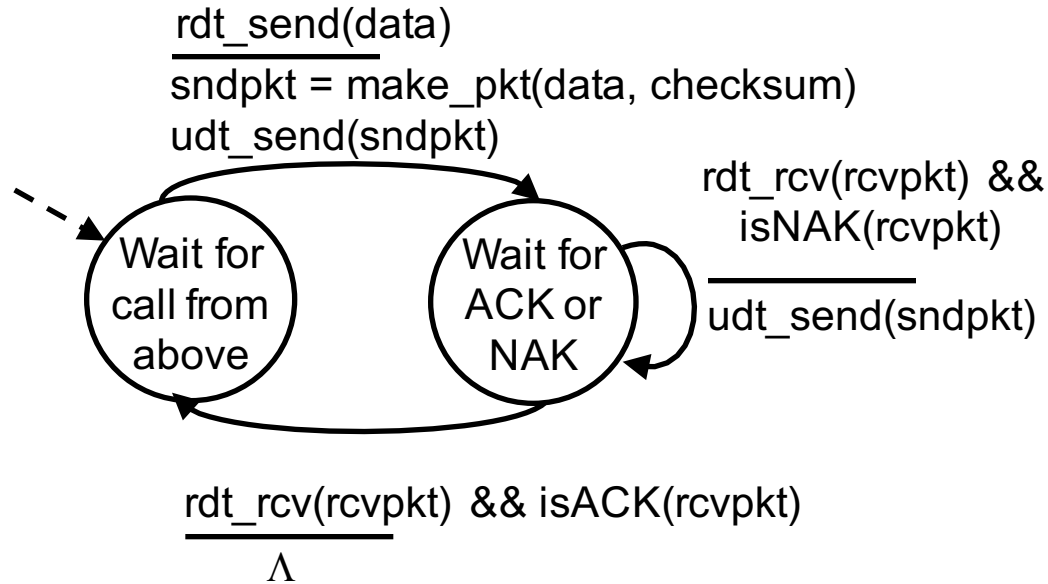 rdt_send(data)
sndpkt = make_pkt(data, checksum)
udt_send(sndpkt)
rdt_rcv(rcvpkt) &&
isNAK(rcvpkt)
udt_send(sndpkt)
Wait for
call from
above
Wait for
ACK or
NAK
rdt_rcv(rcvpkt) && isACK(rcvpkt)
Λ